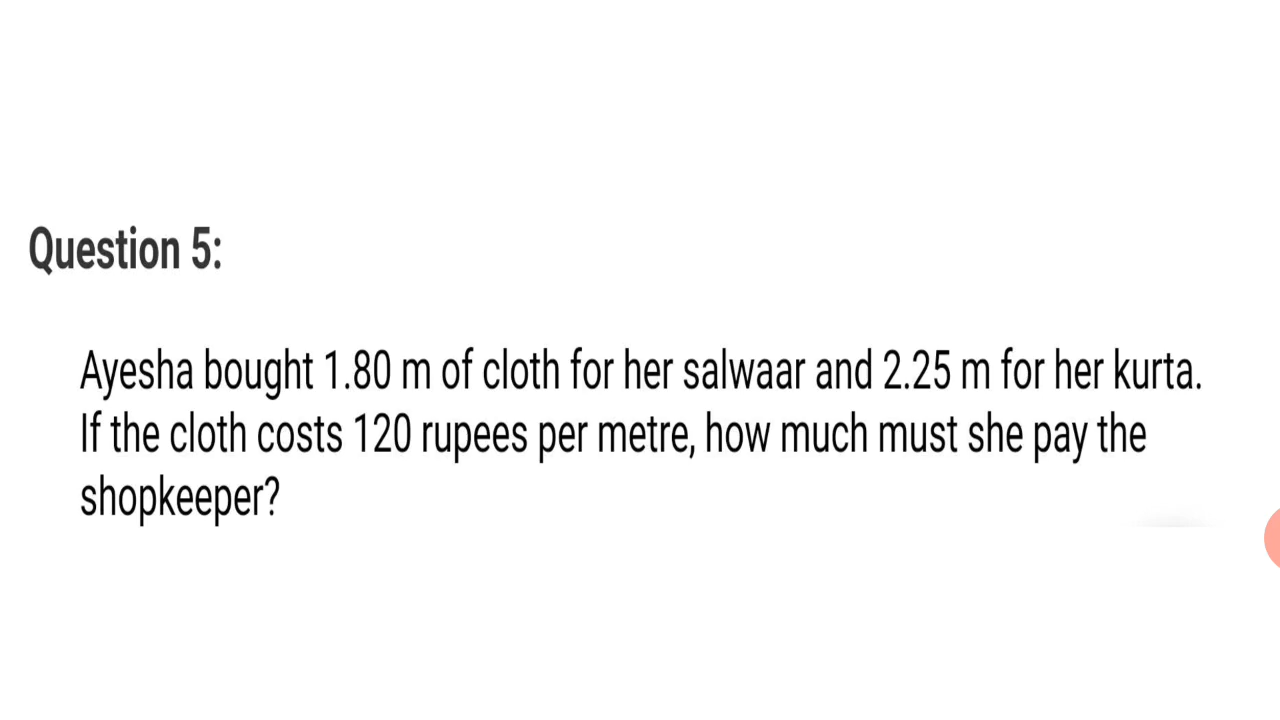 Question 5:
Ayesha bought 1.80 m of cloth for her salwaar and 2.25 m for her kurta.
If the cloth costs 120 rupees per metre, how much must she pay the
shopkeeper?